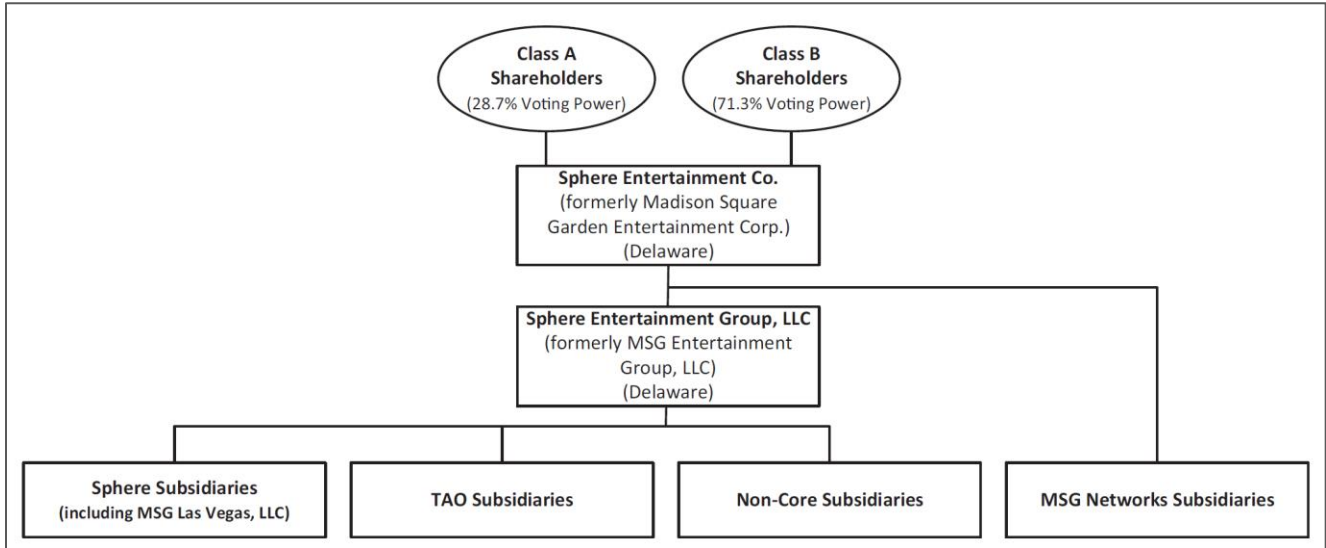 Class A
Shareholders
(28.7% Voting Power)
Class B
Shareholders
(71.3% Voting Power)
Sphere Entertainment Co.
(formerly Madison Square
Garden Entertainment Corp.)
(Delaware)
Sphere Entertainment Group, LLC
(formerly MSG Entertainment
Group, LLC)
(Delaware)
Sphere Subsidiaries
(including MSG Las Vegas, LLC)
TAO Subsidiaries
Non-Core Subsidiaries
MSG Networks Subsidiaries